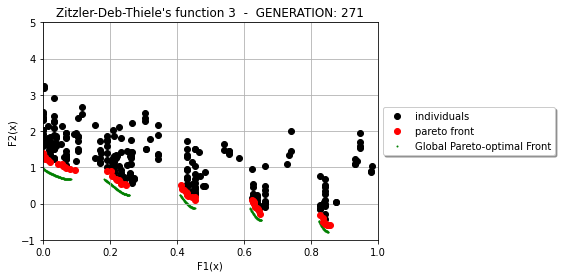 Zitzler-Deb-Thiele's function 3 - GENERATION: 271
5
4
3
2
1
0
−1
F2(x)
0.0 0.2 0.4 0.6 0.8 1.0
F1(x)
individuals
pareto front
Global Pareto-optimal Front